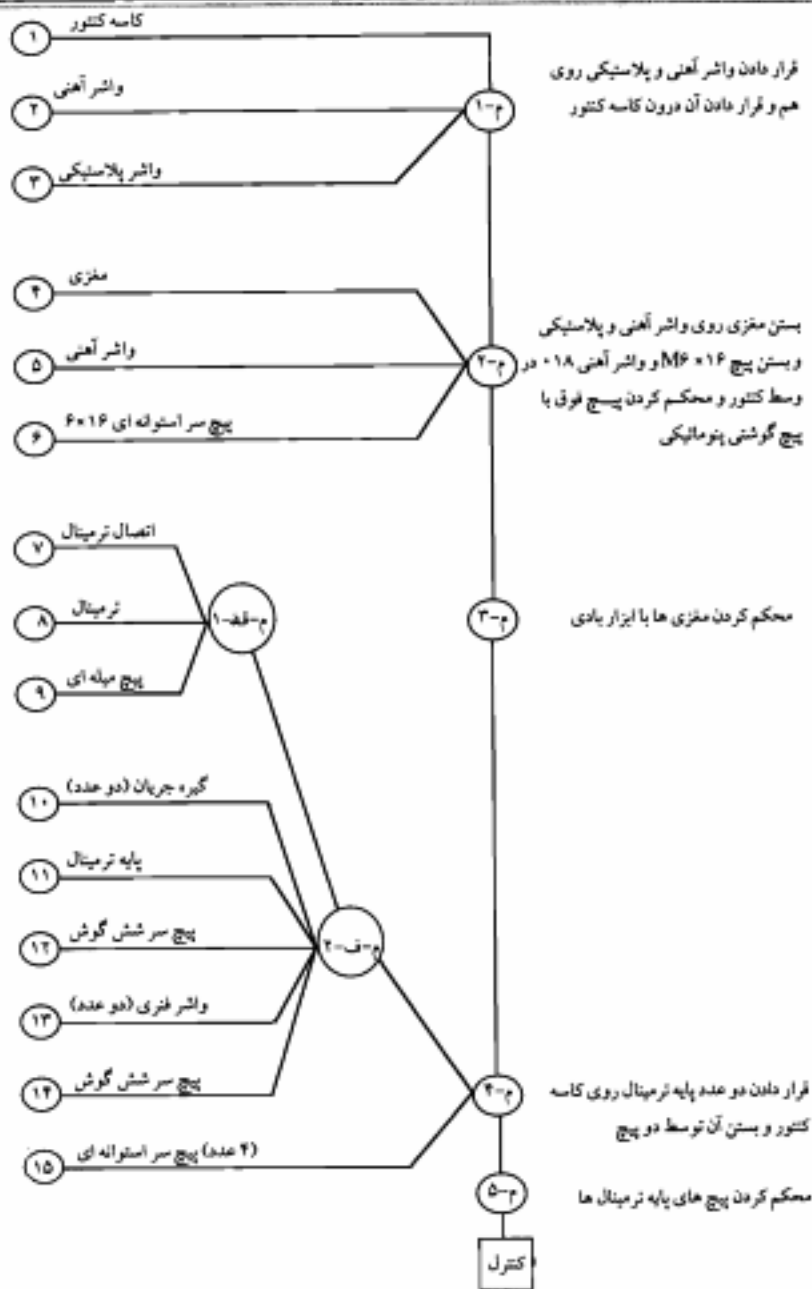 کاسه کنتور
۱
واشر آهنی
۲
واشر پلاستیکی
۳
م-۱
قرار دادن واشر آهنی و پلاستیکی روی
هم و قرار دادن آن درون کاسه کنتور
مغزی
۴
واشر آهنی
۵
پیچ سر استوانه ای ۱۶*۶
۶
م-۲
بستن مغزی روی واشر آهنی و پلاستیکی
و بستن پیچ ۱۶* M۶ و واشر آهنی ۱۸۰ در
وسط کنتور و محکم کردن پیچ فوق با
پیچ گوشتی پنوماتیکی
اتصال ترمینال
۷
ترمینال
۸
پیچ میله ای
۹
م-قط-۱
م-۳
محکم کردن مغزی ها با ابزار بادی
گیره جریان (دو عدد)
۱۰
پایه ترمینال
۱۱
پیچ سر شش گوش
۱۲
واشر فنری (دو عدد)
۱۳
پیچ سر شش گوش
۱۴
م-ف-۲
(۴ عدد) پیچ سر استوانه ای
۱۵
م-۴
قرار دادن دو عدد پایه ترمینال روی کاسه
کنتور و بستن آن توسط دو پیچ
م-۵
محکم کردن پیچ های پایه ترمینال ها
کنترل